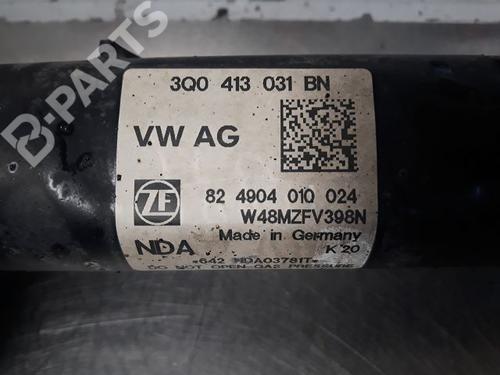 3Q0 413 031 BN
VW AG
ZF
82 4904 010 024
W48MZFV398N
NDA
Made in Germany
K 20
DO NOT OPEN-GAS PRESSURE
B-PARTS
B-PARTS